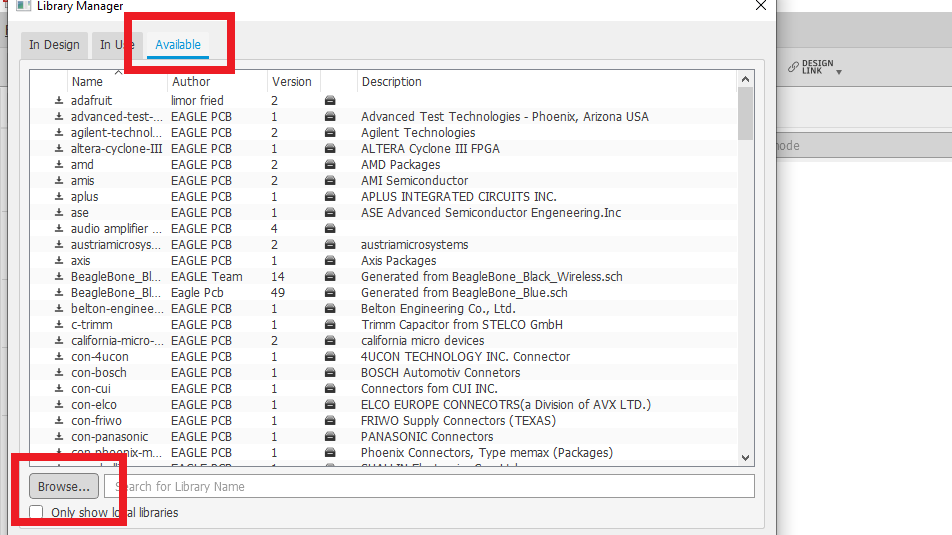 Library Manager
In Design In Use Available
Name Author Version Description
adafruit limor fried 2
advanced-test-... EAGLE PCB 1 Advanced Test Technologies - Phoenix, Arizona USA
agilent-technol... EAGLE PCB 2 Agilent Technologies
altera-cyclone-III EAGLE PCB 1 ALTERA Cyclone III FPGA
amd EAGLE PCB 2 AMD Packages
amis EAGLE PCB 2 AMI Semiconductor
aplus EAGLE PCB 1 APLUS INTEGRATED CIRCUITS INC.
ase EAGLE PCB 1 ASE Advanced Semiconductor Engeneering.Inc
audio amplifier ... EAGLE PCB 4
austriamicrosys... EAGLE PCB 2 austriamicrosystems
axis EAGLE PCB 1 Axis Packages
BeagleBone_Bl... EAGLE Team 14 Generated from BeagleBone_Black_Wireless.sch
BeagleBone_Bl... Eagle Pcb 49 Generated from BeagleBone_Blue.sch
belton-enginee... EAGLE PCB 1 Belton Engineering Co., Ltd.
c-trimm EAGLE PCB 1 Trimm Capacitor from STELCO GmbH
california-micro-... EAGLE PCB 2 california micro devices
con-4ucon EAGLE PCB 1 4UCON TECHNOLOGY INC. Connector
con-bosch EAGLE PCB 1 BOSCH Automotiv Connetors
con-cui EAGLE PCB 1 Connectors fom CUI INC.
con-elco EAGLE PCB 1 ELCO EUROPE CONNECOTRS(a Division of AVX LTD.)
con-friwo EAGLE PCB 1 FRIWO Supply Connectors (TEXAS)
con-panasonic EAGLE PCB 1 PANASONIC Connectors
con-phoenix-m... EAGLE PCB 1 Phoenix Connectors, Type memax (Packages)
Browse... Search for Library Name
Only show local libraries
DESIGN
LINK